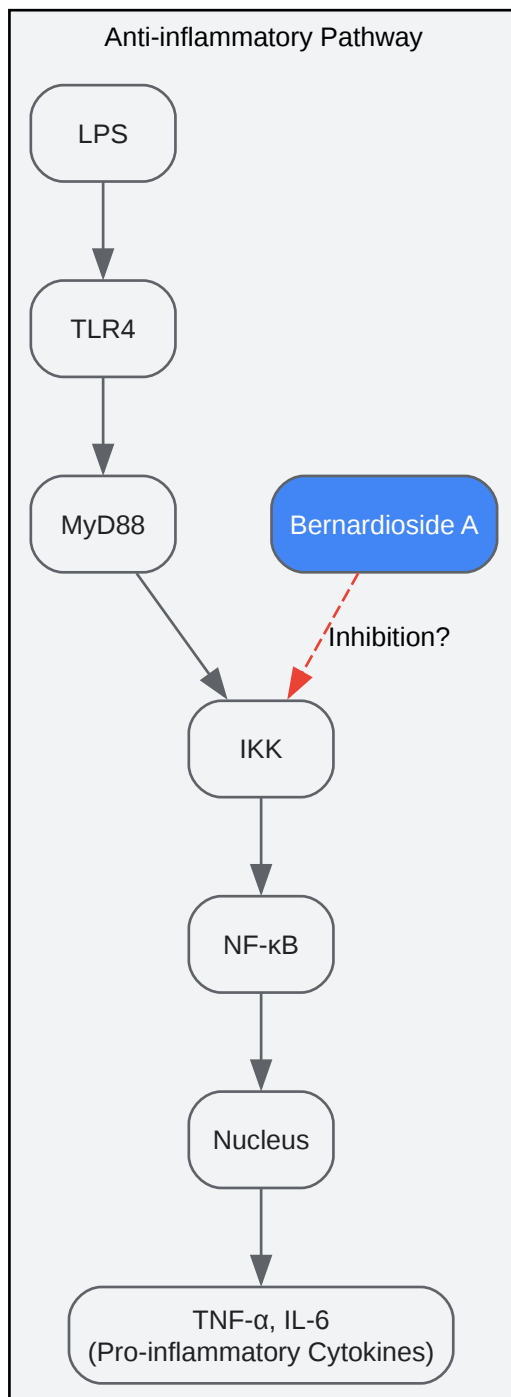 Anti-inflammatory Pathway
LPS
TLR4
MyD88
Bernardioside A
Inhibition?
IKK
NF-κB
Nucleus
TNF-α, IL-6
(Pro-inflammatory Cytokines)